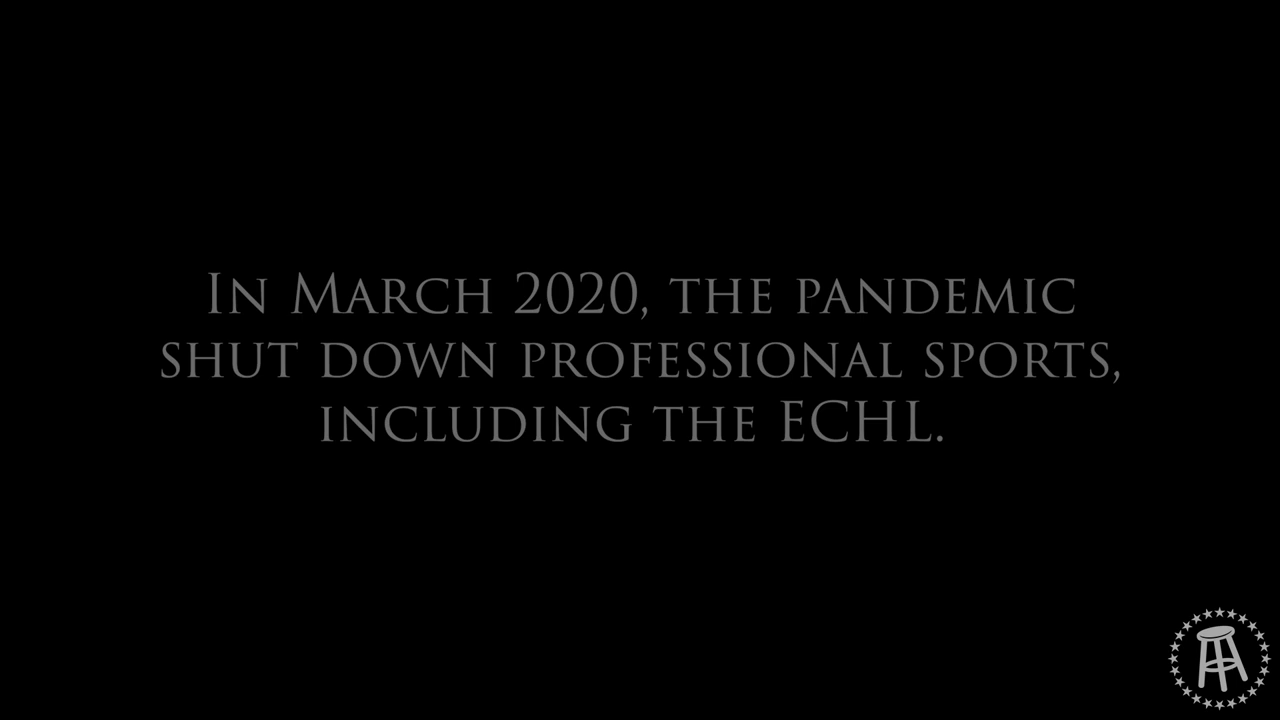 In March 2020, the pandemic
shut down professional sports,
including the ECHL.